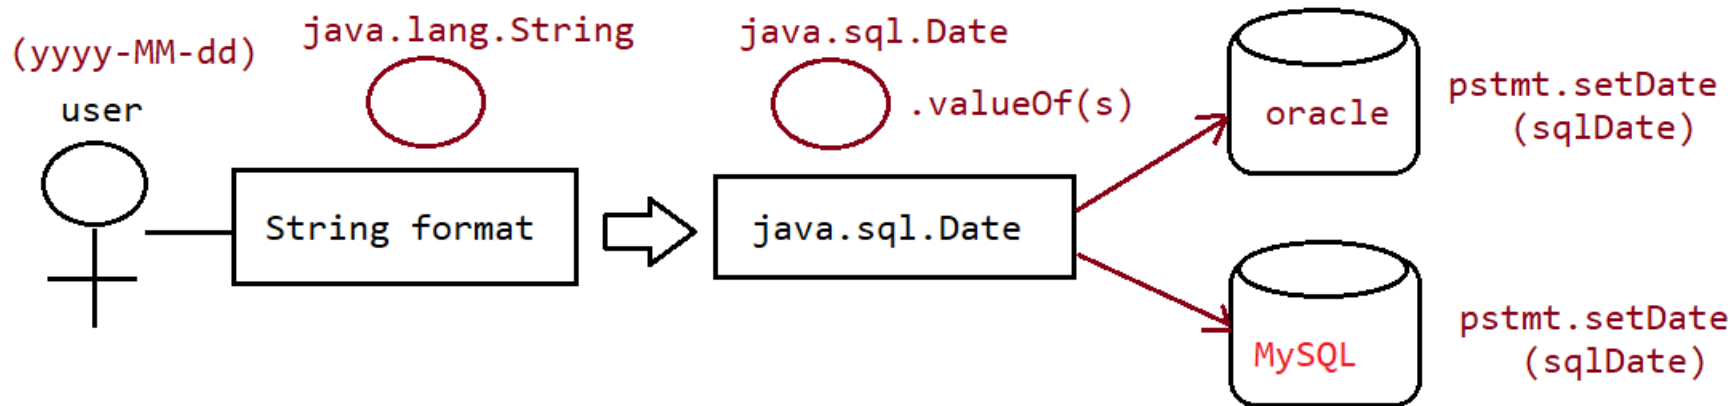 (yyyy-MM-dd)
user
java.lang.String
String format
java.sql.Date
.valueOf(s)
java.sql.Date
oracle
pstmt.setDate
(sqlDate)
MySQL
pstmt.setDate
(sqlDate)